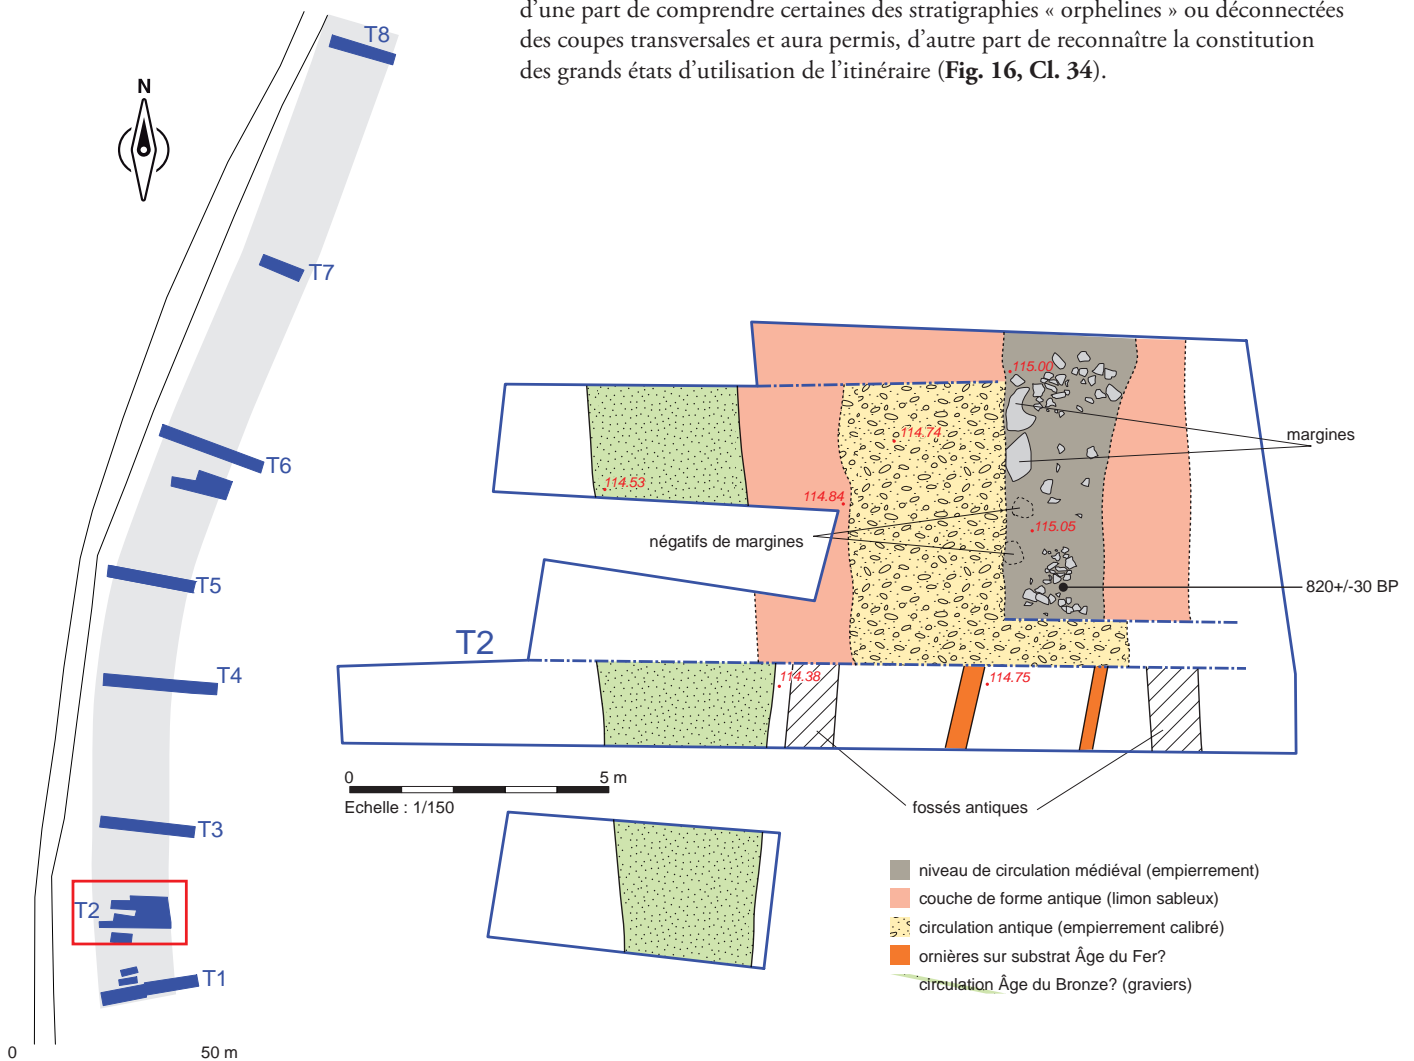 d'une part de comprendre certaines des stratigraphies « orphelines » ou déconnectées
des coupes transversales et aura permis, d'autre part de reconnaître la constitution
des grands états d'utilisation de l'itinéraire (Fig. 16, Cl. 34).
T8
N
T7
T6
T5
T4
T3
T2
T1
0 50 m
115.00
114.74
margines
114.53
114.84
115.05
négatifs de margines
820+/-30 BP
T2
114.38
114.75
0 5 m
Echelle : 1/150
fossés antiques
niveau de circulation médiéval (empierrement)
couche de forme antique (limon sableux)
circulation antique (empierrement calibré)
ornières sur substrat Âge du Fer?
circulation Âge du Bronze? (graviers)